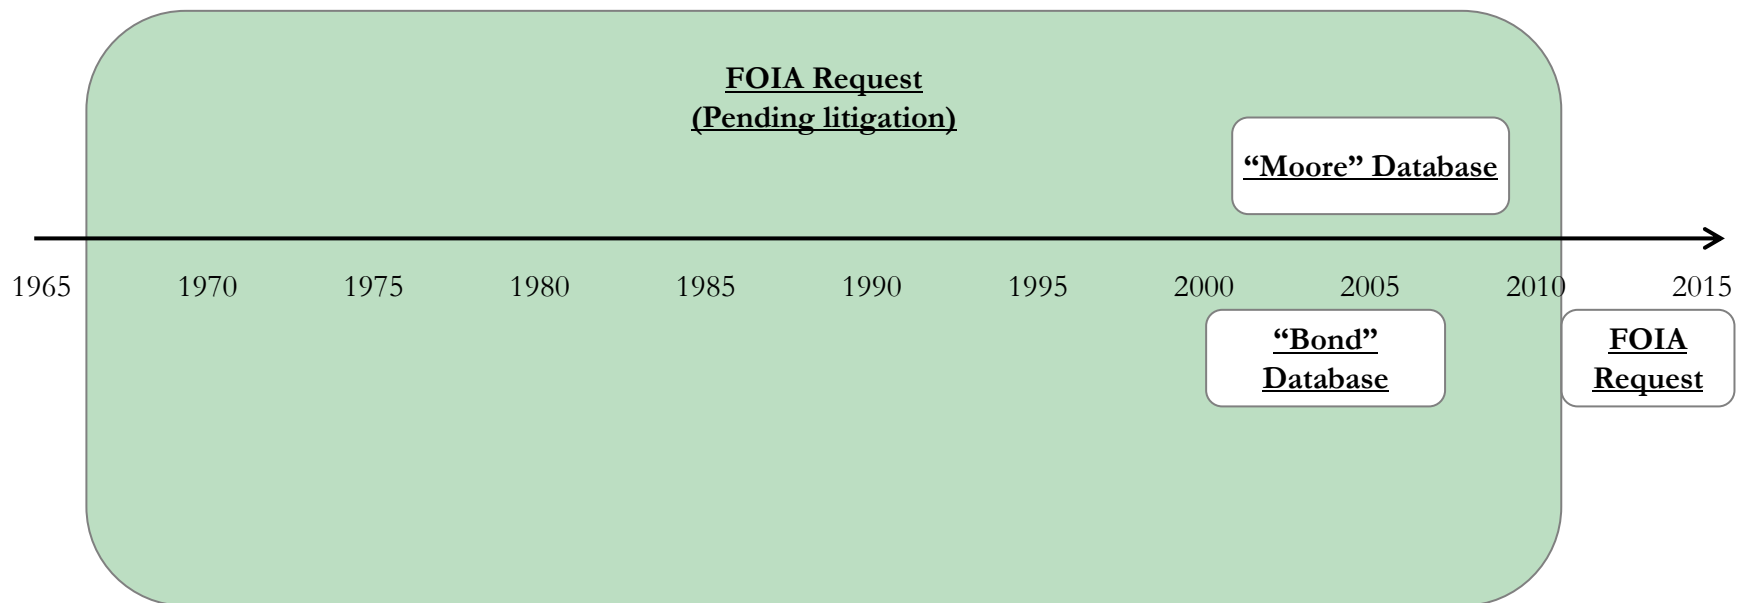 FOIA Request
(Pending litigation)
“Moore” Database
1965 1970 1975 1980 1985 1990 1995 2000 2005 2010 2015
“Bond”
Database
FOIA
Request